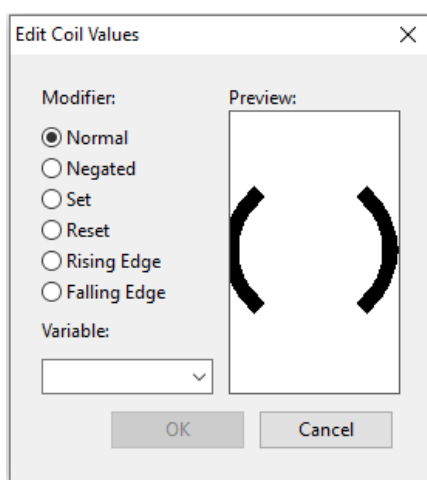 Edit Coil Values
Modifier:
Normal
Negated
Set
Reset
Rising Edge
Falling Edge
Variable:
Preview:
OK
Cancel